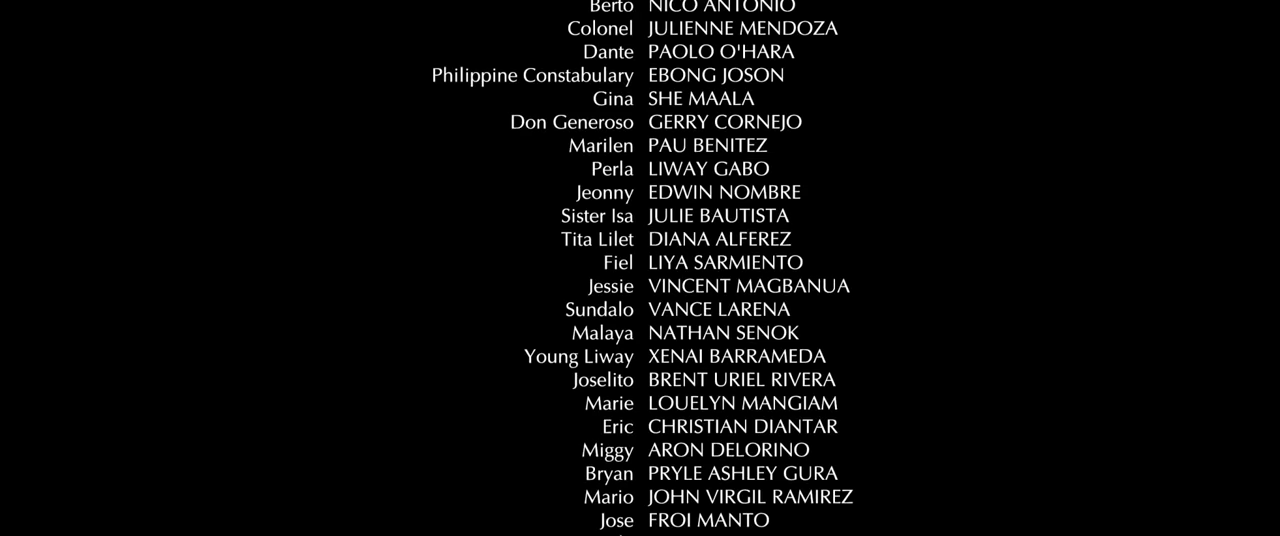 Berto NICO ANTONIO
Colonel JULIENNE MENDOZA
Dante PAOLO O'HARA
Philippine Constabulary EBONG JOSON
Gina SHE MAALA
Don Generoso GERRY CORNEJO
Marilen PAU BENITEZ
Perla LIWAY GABO
Jeonny EDWIN NOMBRE
Sister Isa JULIE BAUTISTA
Tita Lilet DIANA ALFEREZ
Fiel LIYA SARMIENTO
Jessie VINCENT MAGBANUA
Sundalo VANCE LARENA
Malaya NATHAN SENOK
Young Liway XENAI BARRAMEDA
Joselito BRENT URIEL RIVERA
Marie LOUELYN MANGIAM
Eric CHRISTIAN DIANTAR
Miggy ARON DELORINO
Bryan PRYLE ASHLEY GURA
Mario JOHN VIRGIL RAMIREZ
Jose FROI MANTO